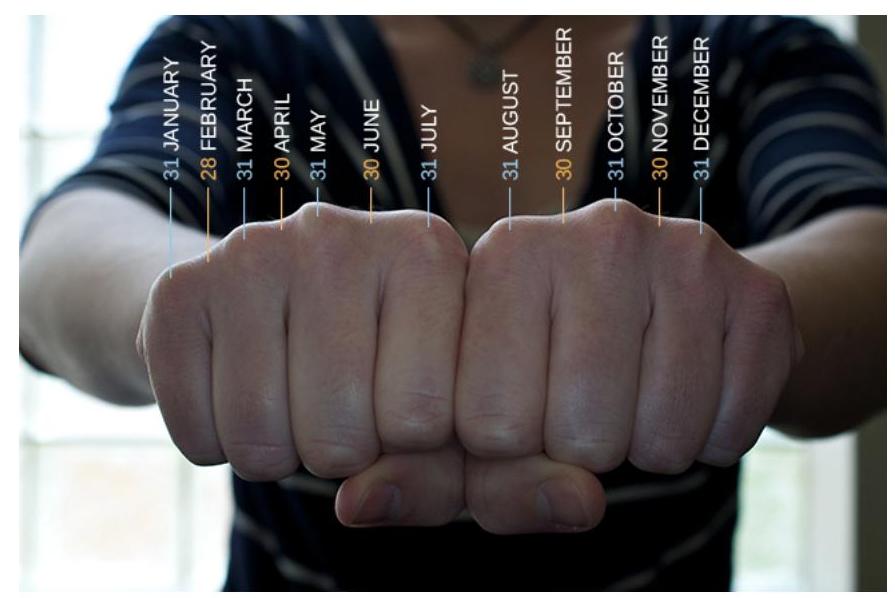 31 JANUARY
28 FEBRUARY
31 MARCH
30 APRIL
31 MAY
30 JUNE
31 JULY
31 AUGUST
30 SEPTEMBER
31 OCTOBER
30 NOVEMBER
31 DECEMBER